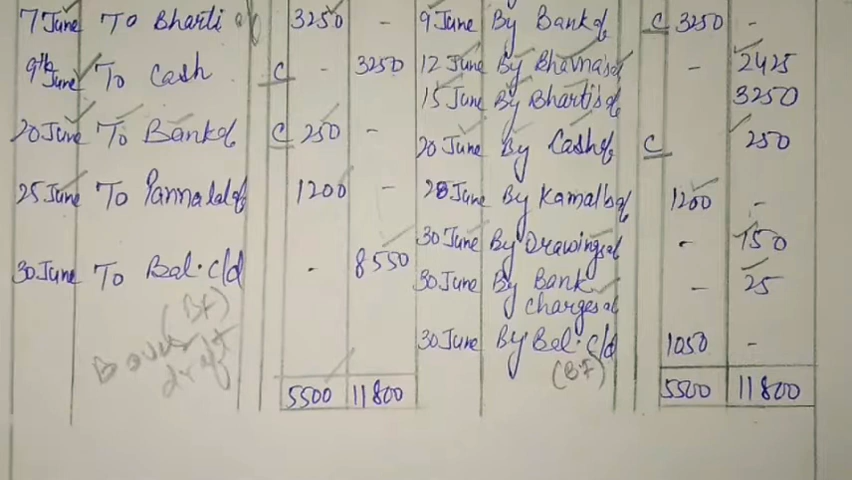 7 June To Bharti a/c 3250 - 9 June By Bank a/c C 3250 -
9th June To Cash C 3250 12 June By Bhavna's a/c - 2425
15 June By Bharti's a/c 3250
20 June To Bank a/c C 250 - 20 June By Cash a/c C 250
25 June To Pannalal a/c 1200 - 28 June By Kamal's a/c 1200 -
30 June By Drawings a/c - 150
30 June To Bal. c/d - 8550 30 June By Bank - 25
charges a/c
(BF)
B over
draft
30 June By Bal. c/d 1050 -
(B.F)
5500 11800 5500 11800